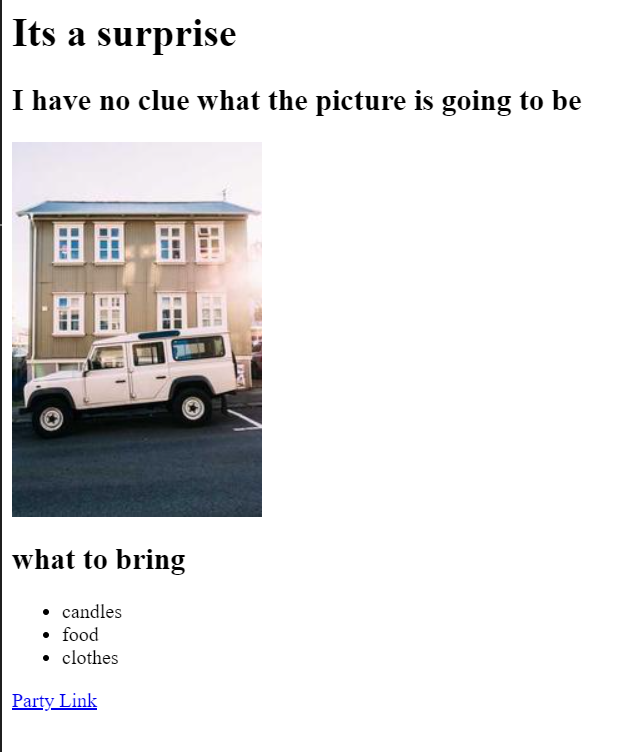 Its a surprise
I have no clue what the picture is going to be
what to bring
candles
food
clothes
Party Link